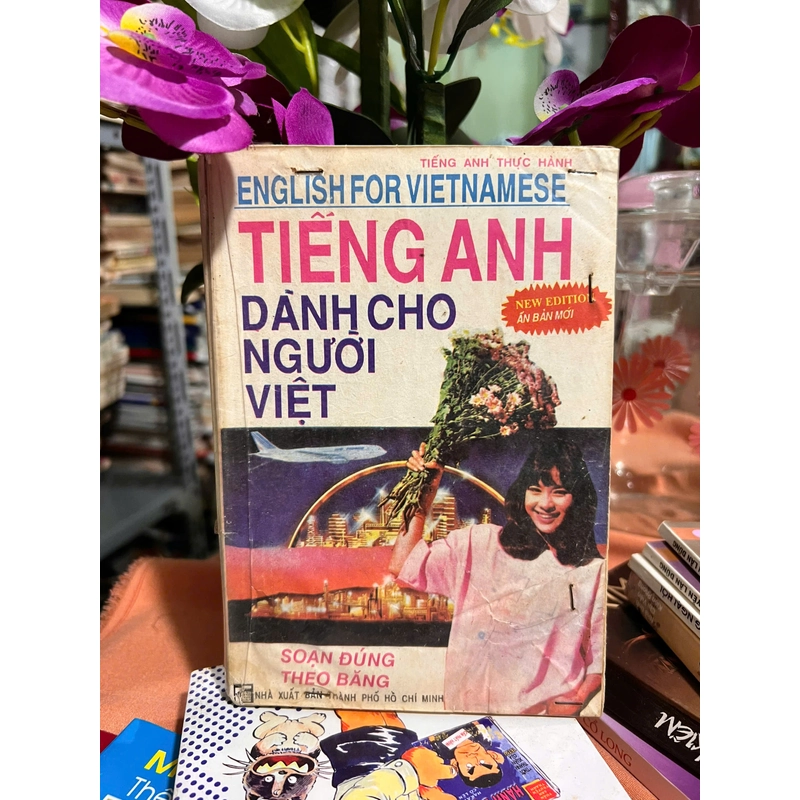 TIẾNG ANH THỰC HÀNH
ENGLISH FOR VIETNAMESE
TIẾNG ANH
DÀNH CHO
NGƯỜI
VIỆT
NEW EDITION
ẤN BẢN MỚI
SOẠN ĐÚNG
THEO BĂNG
NHÀ XUẤT BẢN THÀNH PHỐ HỒ CHÍ MINH